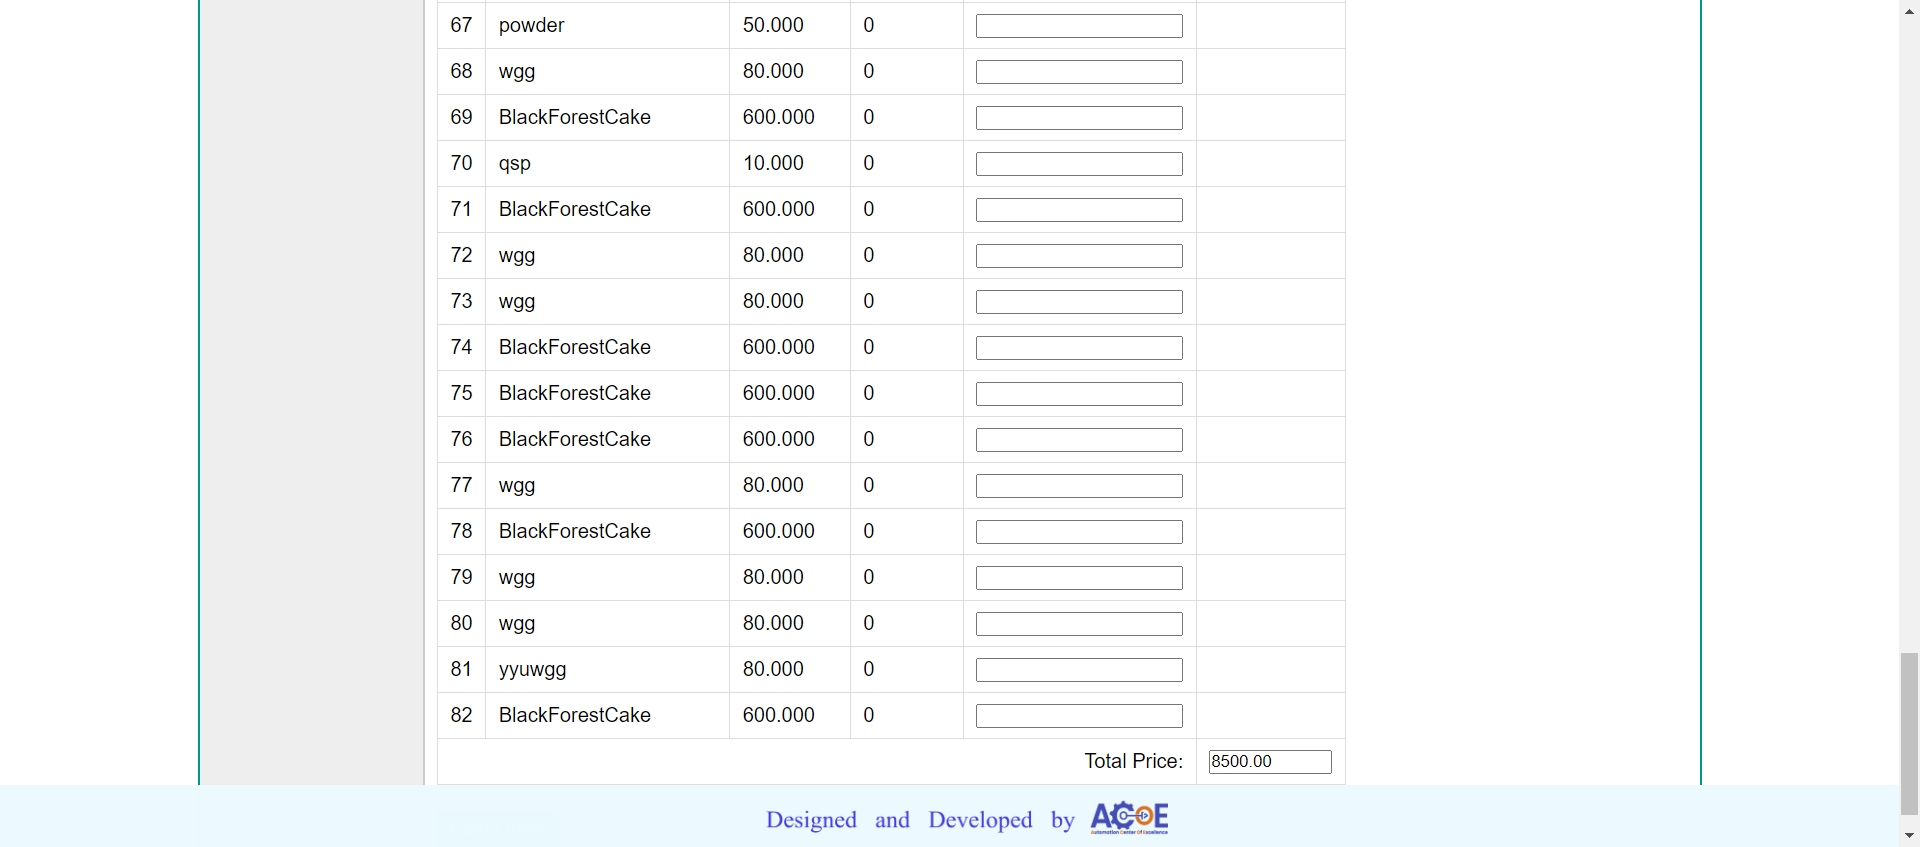 67 powder 50.000 0
68 wgg 80.000 0
69 BlackForestCake 600.000 0
70 qsp 10.000 0
71 BlackForestCake 600.000 0
72 wgg 80.000 0
73 wgg 80.000 0
74 BlackForestCake 600.000 0
75 BlackForestCake 600.000 0
76 BlackForestCake 600.000 0
77 wgg 80.000 0
78 BlackForestCake 600.000 0
79 wgg 80.000 0
80 wgg 80.000 0
81 yyuwgg 80.000 0
82 BlackForestCake 600.000 0
Total Price: 8500.00
Designed and Developed by ACOE
Automation Center Of Excellence